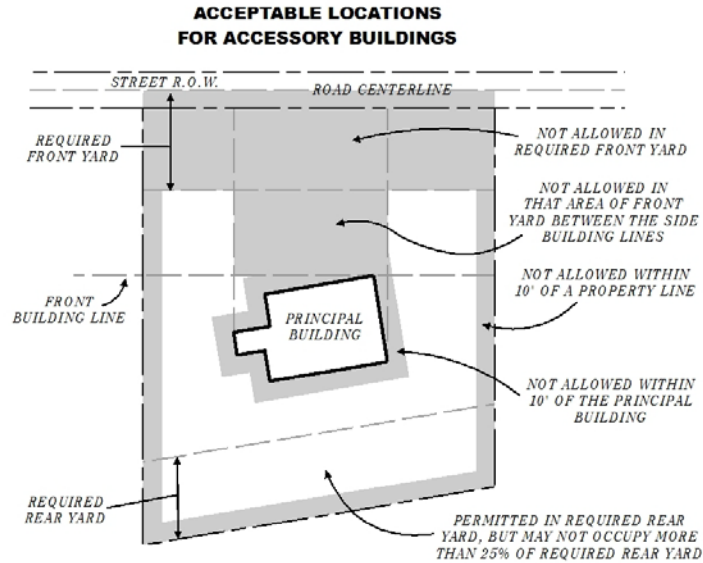 ACCEPTABLE LOCATIONS
FOR ACCESSORY BUILDINGS
STREET R.O.W.
ROAD CENTERLINE
REQUIRED
FRONT YARD
NOT ALLOWED IN
REQUIRED FRONT YARD
NOT ALLOWED IN
THAT AREA OF FRONT
YARD BETWEEN THE SIDE
BUILDING LINES
NOT ALLOWED WITHIN
10' OF A PROPERTY LINE
FRONT
BUILDING LINE
PRINCIPAL
BUILDING
NOT ALLOWED WITHIN
10' OF THE PRINCIPAL
BUILDING
REQUIRED
REAR YARD
PERMITTED IN REQUIRED REAR
YARD, BUT MAY NOT OCCUPY MORE
THAN 25% OF REQUIRED REAR YARD